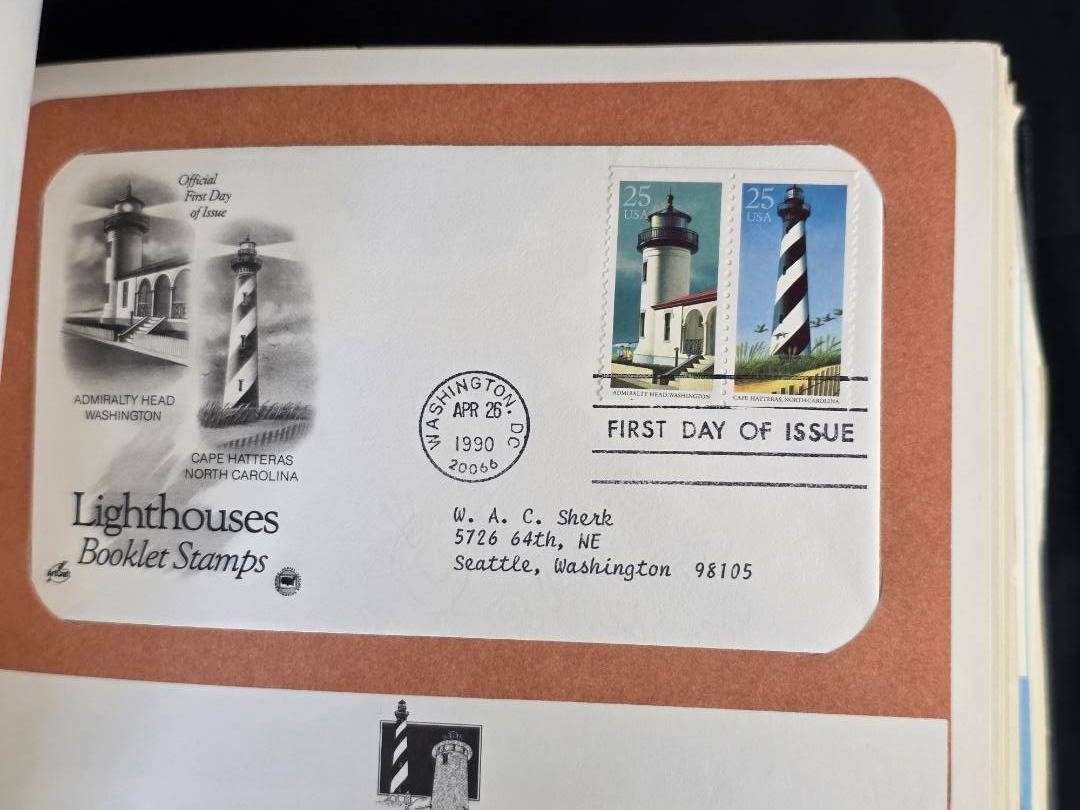 Official
First Day
of Issue
ADMIRALTY HEAD
WASHINGTON
CAPE HATTERAS
NORTH CAROLINA
Lighthouses
Booklet Stamps
25
USA
ADMIRALTY HEAD, WASHINGTON
25
USA
CAPE HATTERAS, NORTH CAROLINA
WASHINGTON, DC
APR 26
1990
20066
FIRST DAY OF ISSUE
W. A. C. Sherk
5726 64th, NE
Seattle, Washington 98105